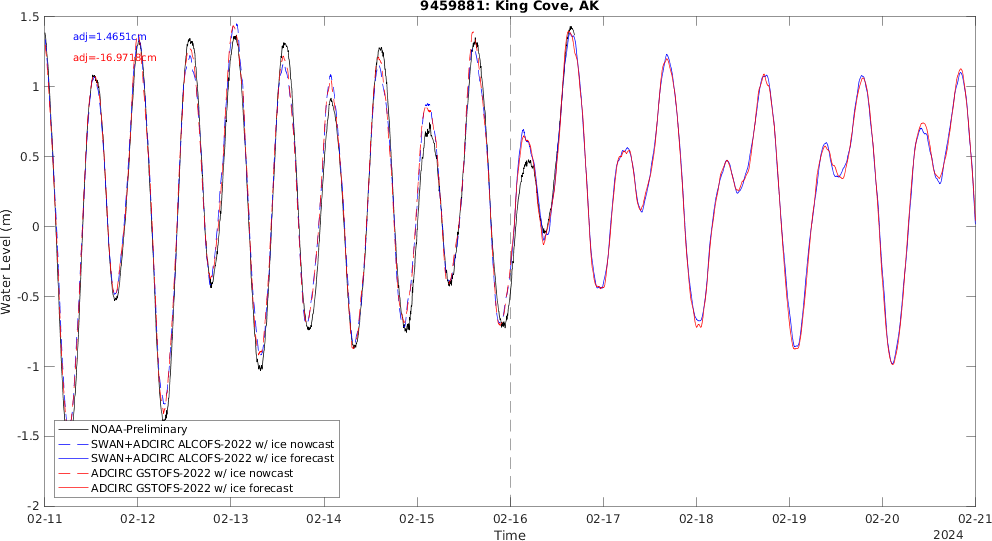 9459881: King Cove, AK
adj=1.4651cm
adj=-16.9718cm
Water Level (m)
1.5
1
0.5
0
-0.5
-1
-1.5
-2
NOAA-Preliminary
SWAN+ADCIRC ALCOFS-2022 w/ ice nowcast
SWAN+ADCIRC ALCOFS-2022 w/ ice forecast
ADCIRC GSTOFS-2022 w/ ice nowcast
ADCIRC GSTOFS-2022 w/ ice forecast
02-11 02-12 02-13 02-14 02-15 02-16 02-17 02-18 02-19 02-20 02-21
Time
2024